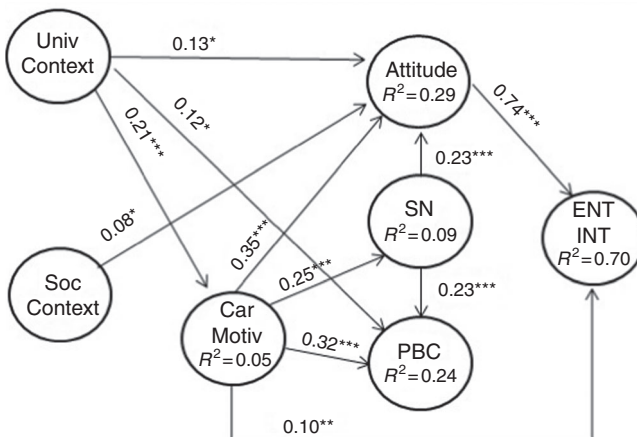 Univ
Context
0.13*
Attitude
R²=0.29
0.74***
0.12*
0.21***
0.23***
SN
R²=0.09
ENT
INT
R²=0.70
0.08*
0.35***
0.25***
Soc
Context
0.23***
Car
Motiv
R²=0.05
0.32***
PBC
R²=0.24
0.10**